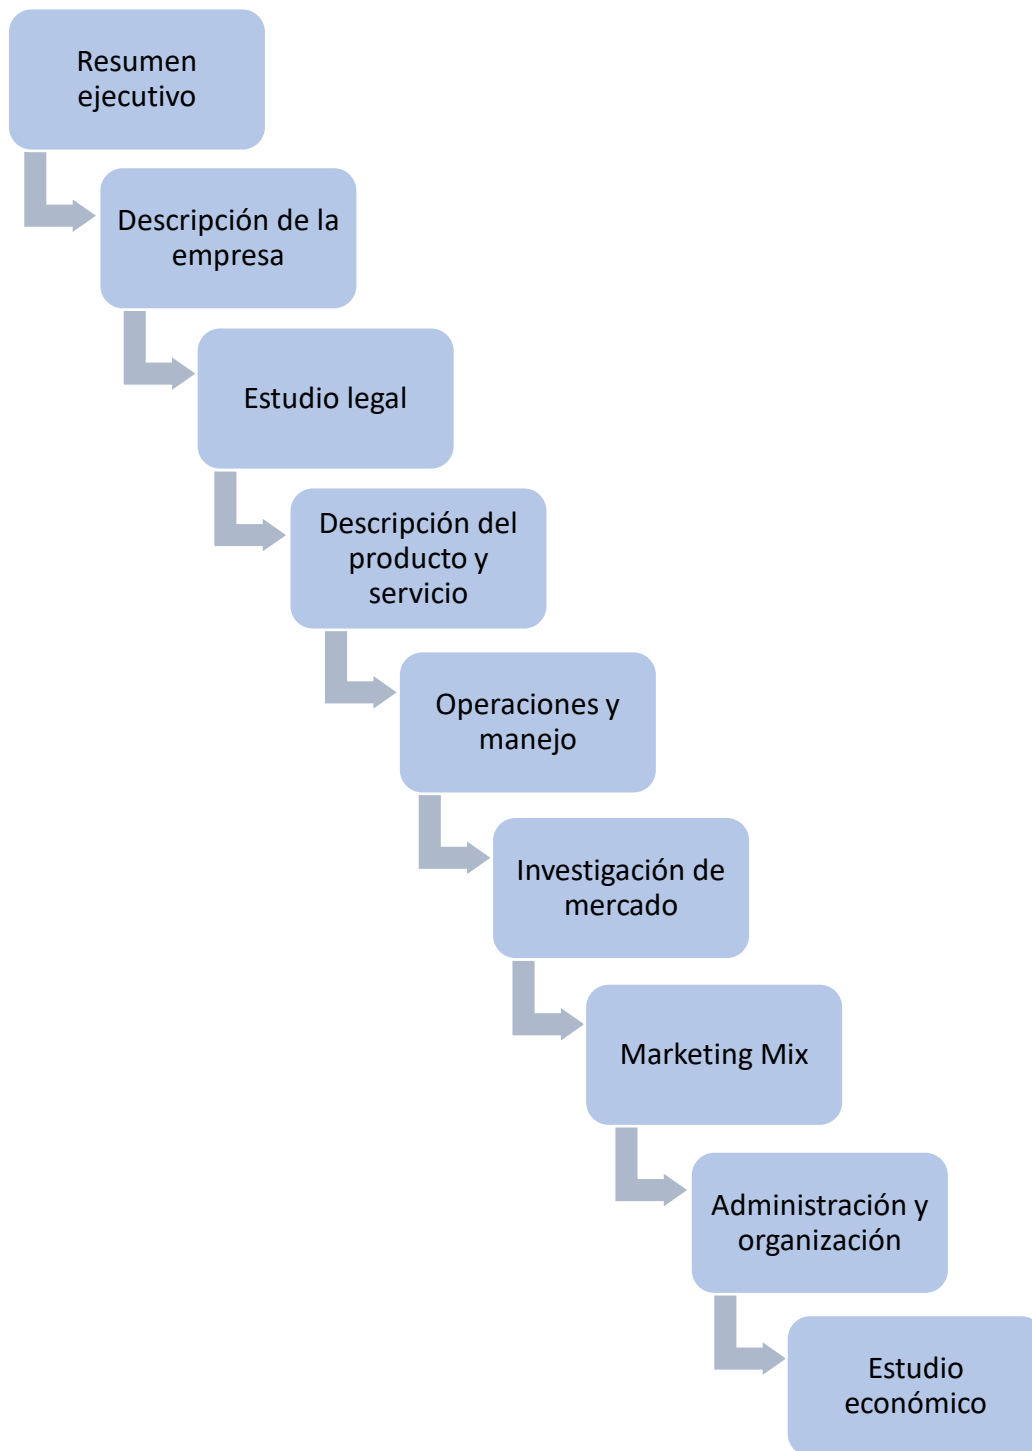 Resumen
ejecutivo
Descripción de la
empresa
Estudio legal
Descripción del
producto y
servicio
Operaciones y
manejo
Investigación de
mercado
Marketing Mix
Administración y
organización
Estudio
económico